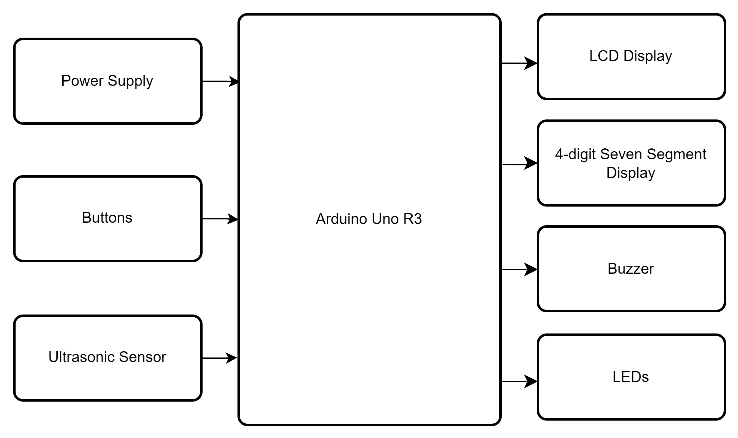 Power Supply
Buttons
Ultrasonic Sensor
Arduino Uno R3
LCD Display
4-digit Seven Segment
Display
Buzzer
LEDs